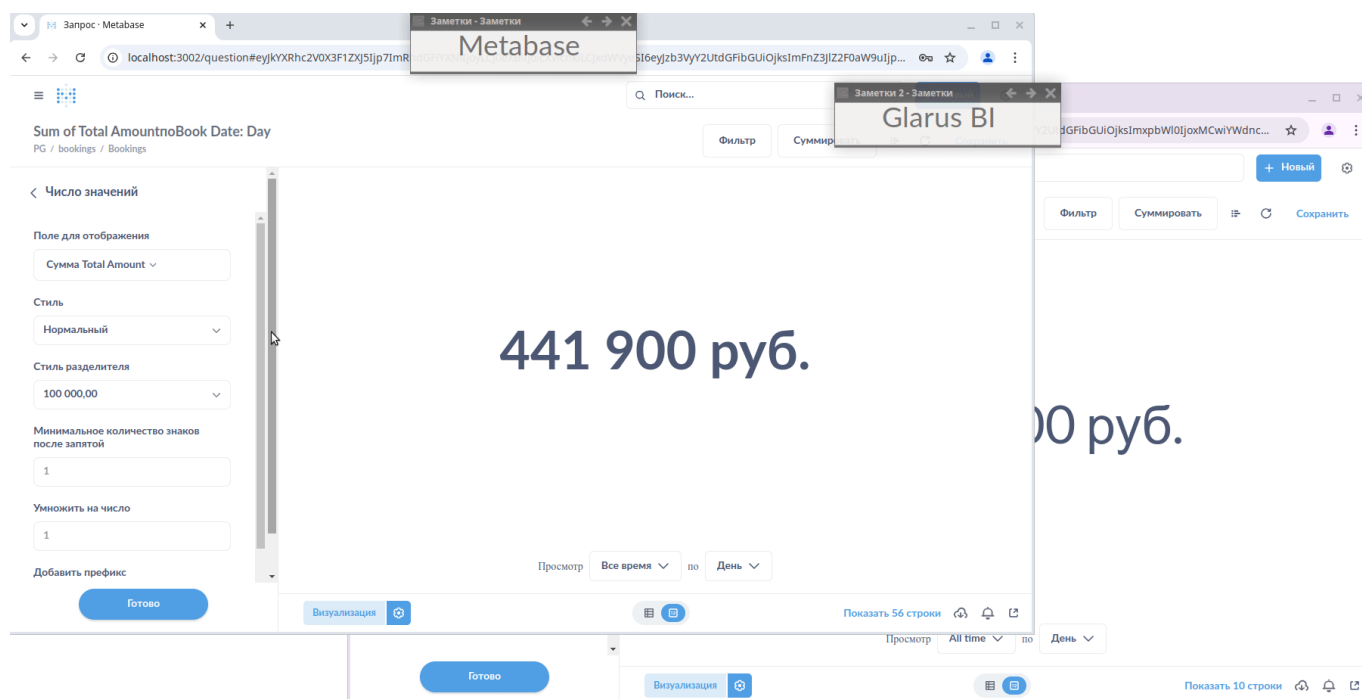 Запрос · Metabase
Заметки - Заметки
Metabase
localhost:3002/question#eyJkYXRhc2V0X3F1ZXJ5Ijp7ImR
Поиск...
Заметки 2 - Заметки
Glarus BI
Sum of Total AmountпоBook Date: Day
PG / bookings / Bookings
Фильтр
Суммировать
+ Новый
Фильтр
Суммировать
Сохранить
Число значений
Поле для отображения
Сумма Total Amount
Стиль
Нормальный
Стиль разделителя
100 000,00
Минимальное количество знаков
после запятой
1
Умножить на число
1
Добавить префикс
Готово
441 900 руб.
00 руб.
Просмотр Все время по День
Визуализация
Показать 56 строки
Просмотр All time по День
Готово
Визуализация
Показать 10 строки